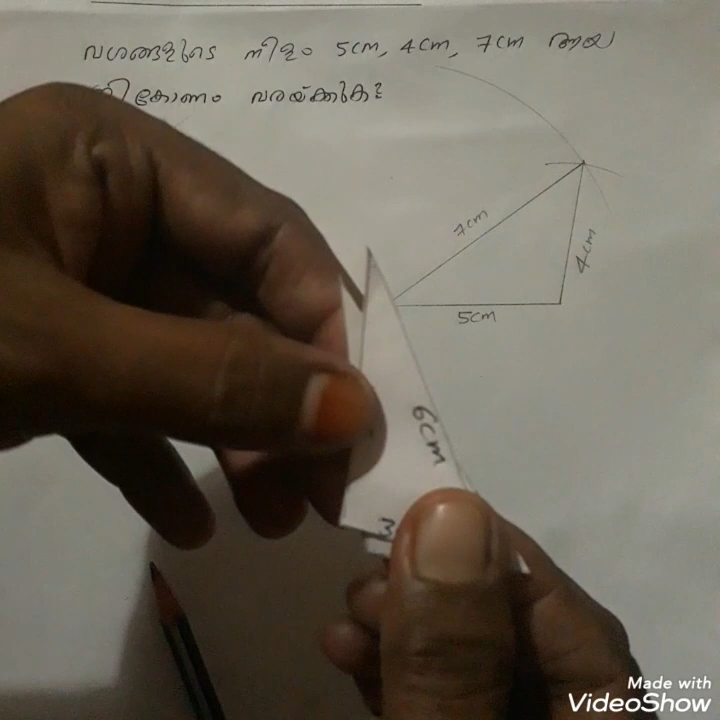 വശങ്ങളുടെ നീളം 5cm, 4cm, 7cm ആയ
ത്രികോണം വരയ്ക്കുക?
7cm
4cm
5cm
6cm
Made with
VideoShow